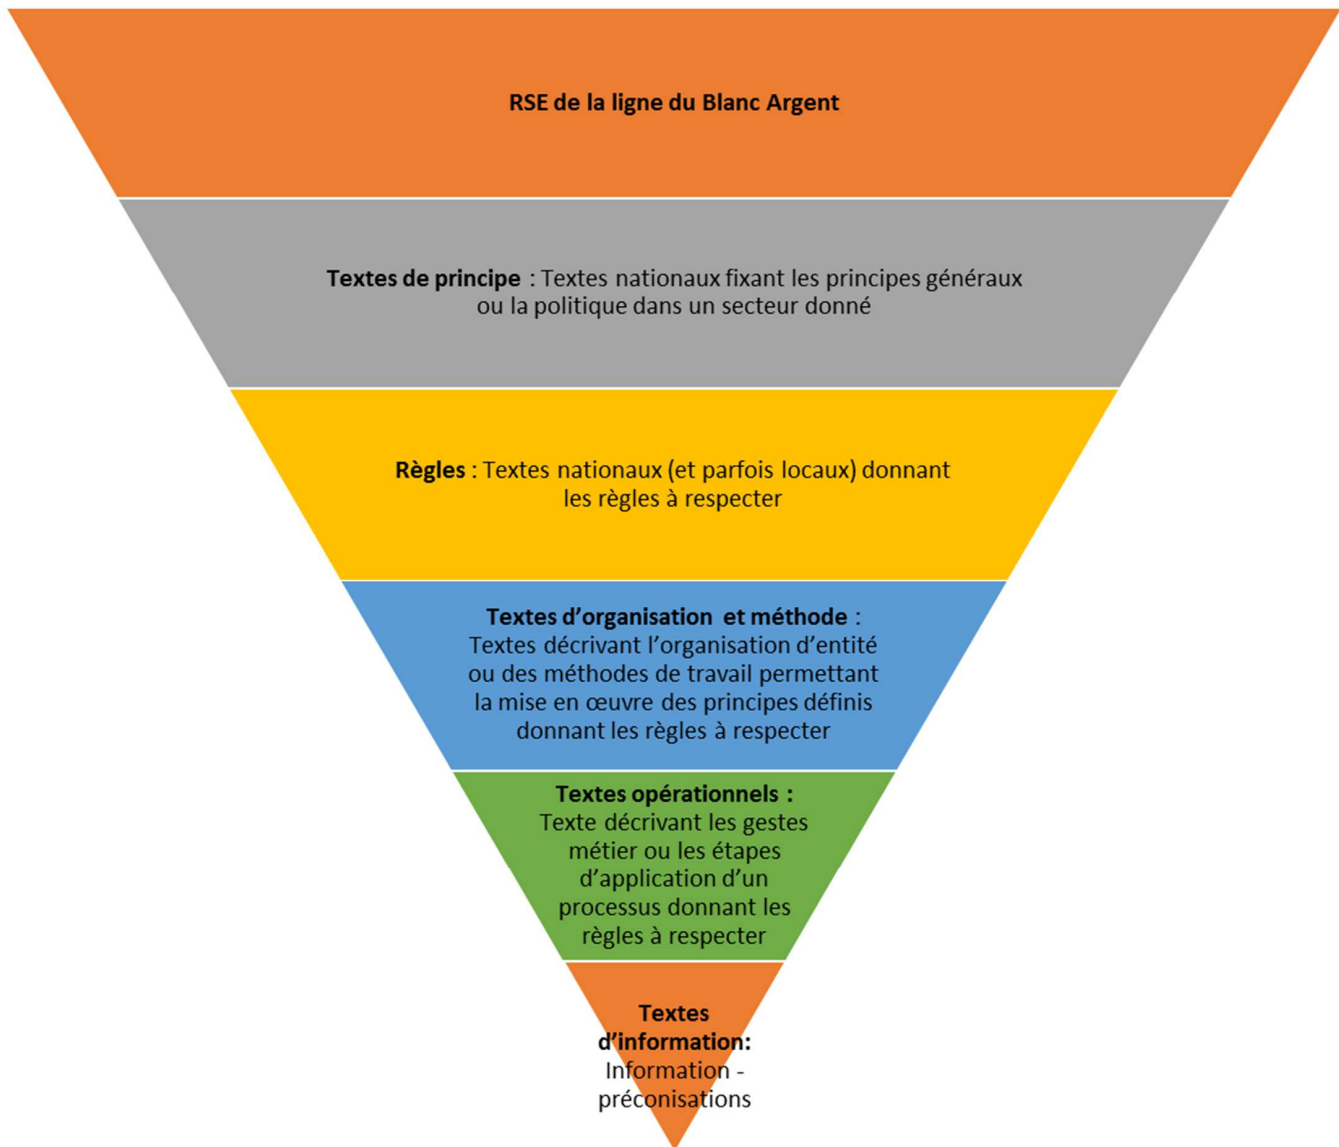 RSE de la ligne du Blanc Argent
Textes de principe : Textes nationaux fixant les principes généraux
ou la politique dans un secteur donné
Règles : Textes nationaux (et parfois locaux) donnant
les règles à respecter
Textes d’organisation et méthode :
Textes décrivant l’organisation d’entité
ou des méthodes de travail permettant
la mise en œuvre des principes définis
donnant les règles à respecter
Textes opérationnels :
Texte décrivant les gestes
métier ou les étapes
d’application d’un
processus donnant les
règles à respecter
Textes
d’information:
Information -
préconisations